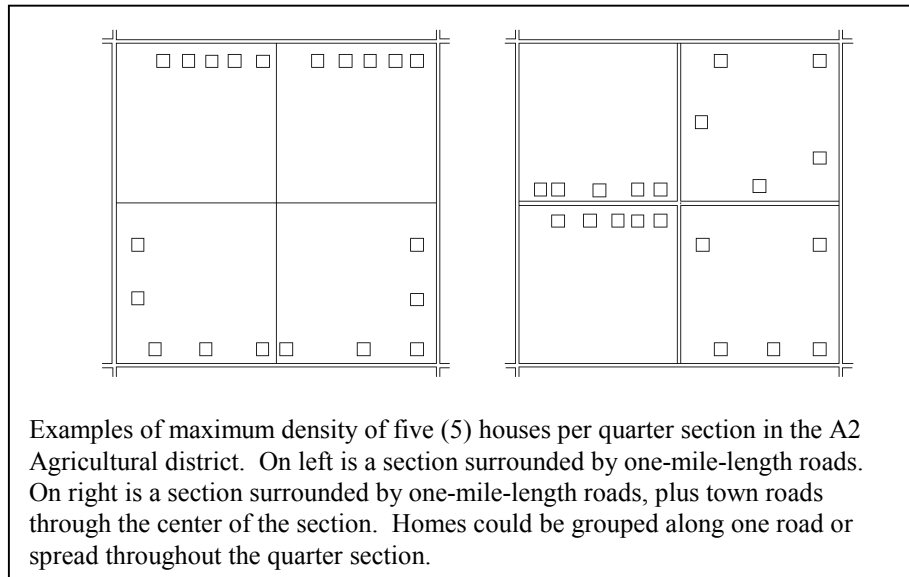 Examples of maximum density of five (5) houses per quarter section in the A2
Agricultural district.  On left is a section surrounded by one-mile-length roads.
On right is a section surrounded by one-mile-length roads, plus town roads
through the center of the section.  Homes could be grouped along one road or
spread throughout the quarter section.